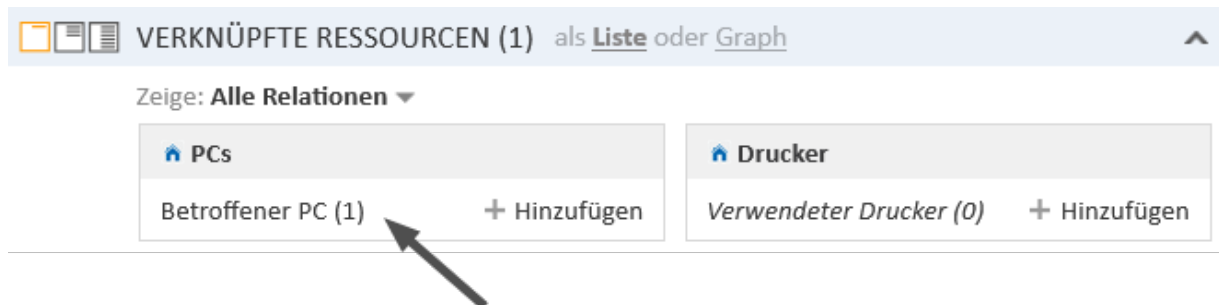 VERKNÜPFTE RESSOURCEN (1) als Liste oder Graph
Zeige: Alle Relationen
PCs
Betroffener PC (1) + Hinzufügen
Drucker
Verwendeter Drucker (0) + Hinzufügen